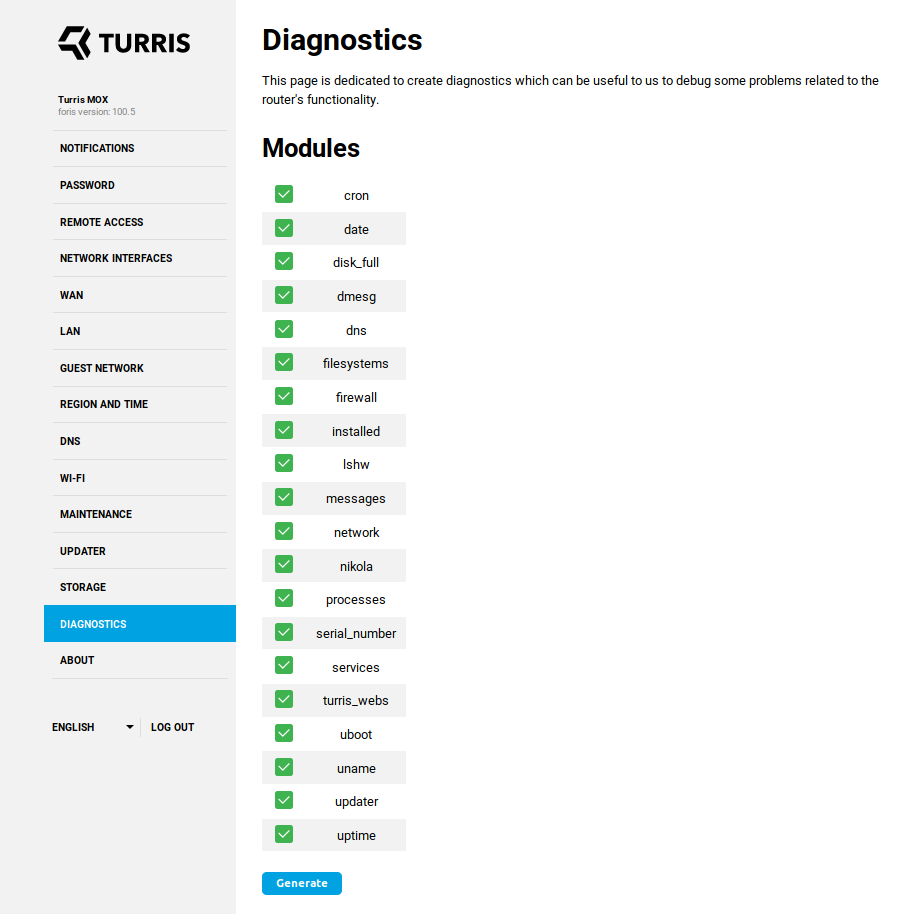 TURRIS
Turris MOX
foris version: 100.5
NOTIFICATIONS
PASSWORD
REMOTE ACCESS
NETWORK INTERFACES
WAN
LAN
GUEST NETWORK
REGION AND TIME
DNS
WI-FI
MAINTENANCE
UPDATER
STORAGE
DIAGNOSTICS
ABOUT
ENGLISH LOG OUT
Diagnostics
This page is dedicated to create diagnostics which can be useful to us to debug some problems related to the
router's functionality.
Modules
cron
date
disk_full
dmesg
dns
filesystems
firewall
installed
lshw
messages
network
nikola
processes
serial_number
services
turris_webs
uboot
uname
updater
uptime
Generate